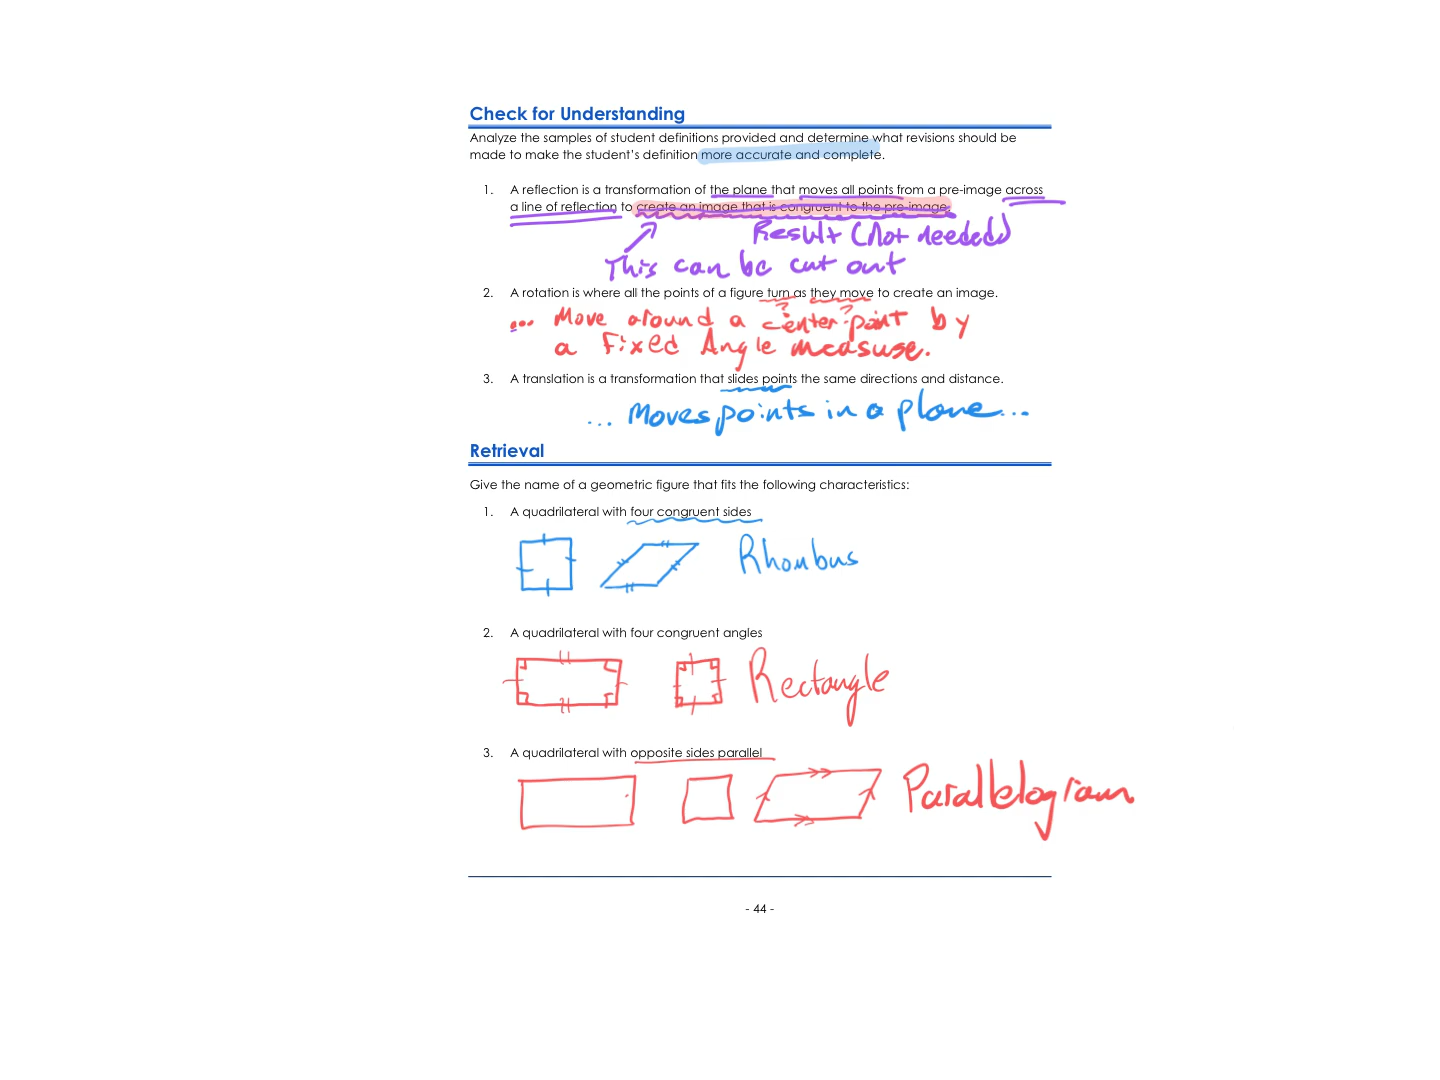 Check for Understanding
Analyze the samples of student definitions provided and determine what revisions should be
made to make the student's definition more accurate and complete.
1. A reflection is a transformation of the plane that moves all points from a pre-image across
a line of reflection to create an image that is congruent to the pre-image.
Result (Not needed)
This can be cut out
2. A rotation is where all the points of a figure turn as they move to create an image.
? ?
... Move around a center point by
a Fixed Angle measuse.
3. A translation is a transformation that slides points the same directions and distance.
... Moves points in a plane...
Retrieval
Give the name of a geometric figure that fits the following characteristics:
1. A quadrilateral with four congruent sides
Rhombus
2. A quadrilateral with four congruent angles
Rectangle
3. A quadrilateral with opposite sides parallel
Parallelogram
- 44 -